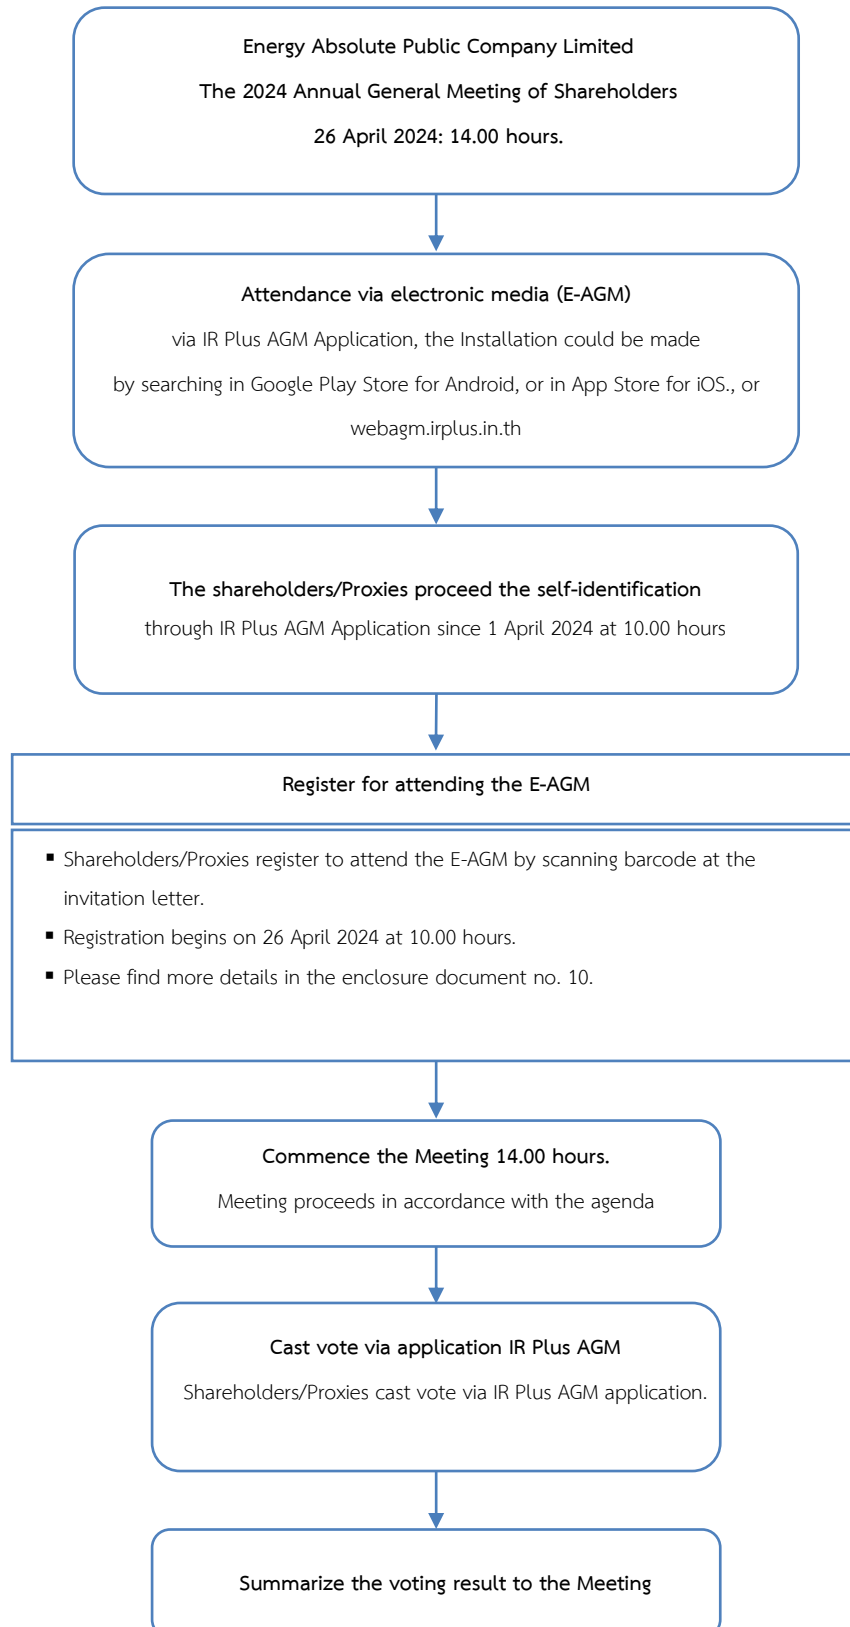 Energy Absolute Public Company Limited
The 2024 Annual General Meeting of Shareholders
26 April 2024: 14.00 hours.
Attendance via electronic media (E-AGM)
via IR Plus AGM Application, the Installation could be made
by searching in Google Play Store for Android, or in App Store for iOS., or
webagm.irplus.in.th
The shareholders/Proxies proceed the self-identification
through IR Plus AGM Application since 1 April 2024 at 10.00 hours
Register for attending the E-AGM
▪ Shareholders/Proxies register to attend the E-AGM by scanning barcode at the
invitation letter.
▪ Registration begins on 26 April 2024 at 10.00 hours.
▪ Please find more details in the enclosure document no. 10.
Commence the Meeting 14.00 hours.
Meeting proceeds in accordance with the agenda
Cast vote via application IR Plus AGM
Shareholders/Proxies cast vote via IR Plus AGM application.
Summarize the voting result to the Meeting